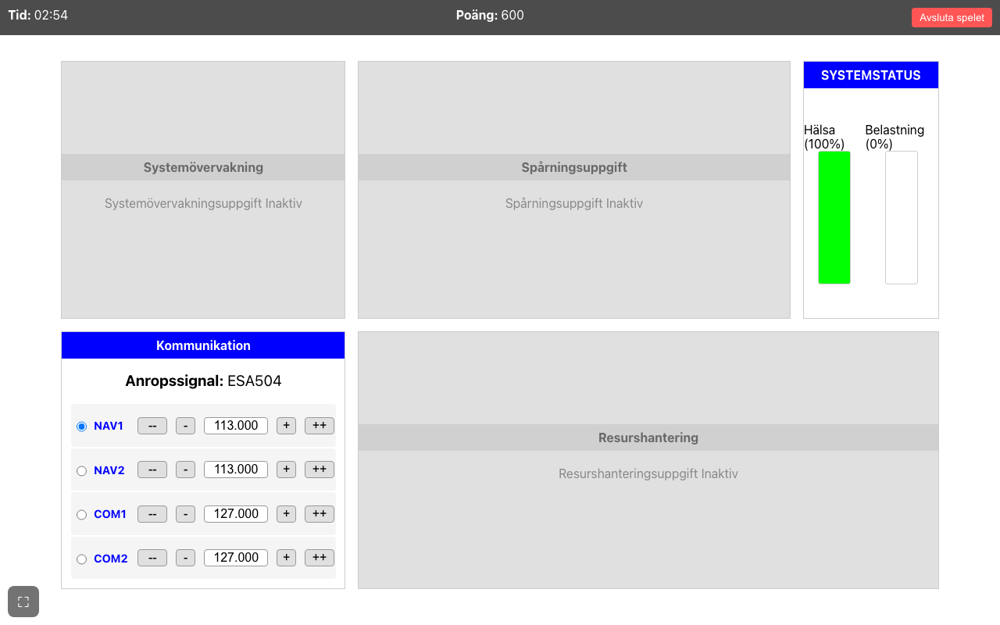 Tid: 02:54
Poäng: 600
Avsluta spelet
Systemövervakning
Systemövervakningsuppgift Inaktiv
Spårningsuppgift
Spårningsuppgift Inaktiv
SYSTEMSTATUS
Hälsa (100%)
Belastning (0%)
Kommunikation
Anropssignal: ESA504
NAV1 -- - 113.000 + ++
NAV2 -- - 113.000 + ++
COM1 -- - 127.000 + ++
COM2 -- - 127.000 + ++
Resurshantering
Resurshanteringsuppgift Inaktiv